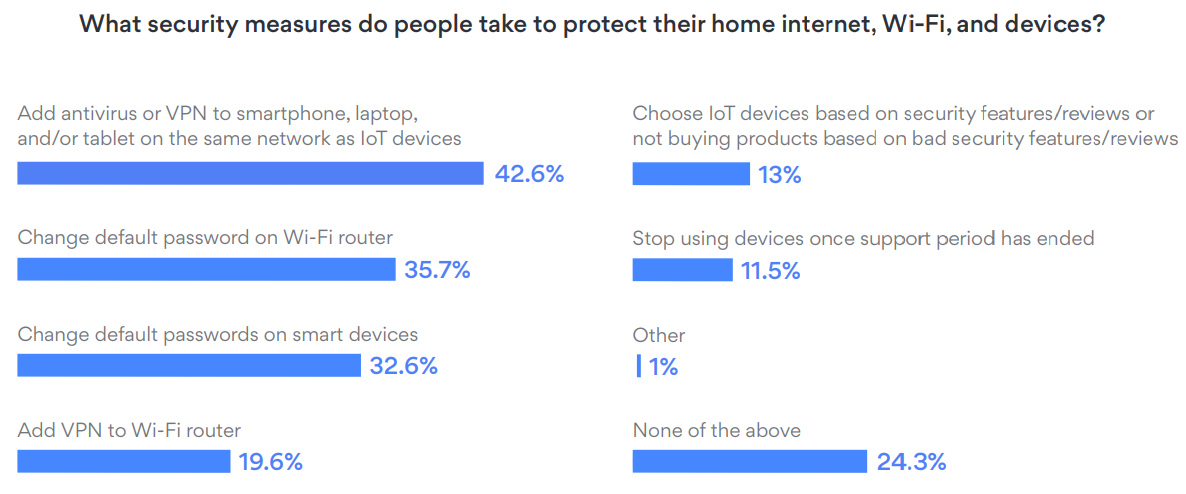 What security measures do people take to protect their home internet, Wi-Fi, and devices?
Add antivirus or VPN to smartphone, laptop,
and/or tablet on the same network as IoT devices
42.6%
Change default password on Wi-Fi router
35.7%
Change default passwords on smart devices
32.6%
Add VPN to Wi-Fi router
19.6%
Choose IoT devices based on security features/reviews or
not buying products based on bad security features/reviews
13%
Stop using devices once support period has ended
11.5%
Other
1%
None of the above
24.3%